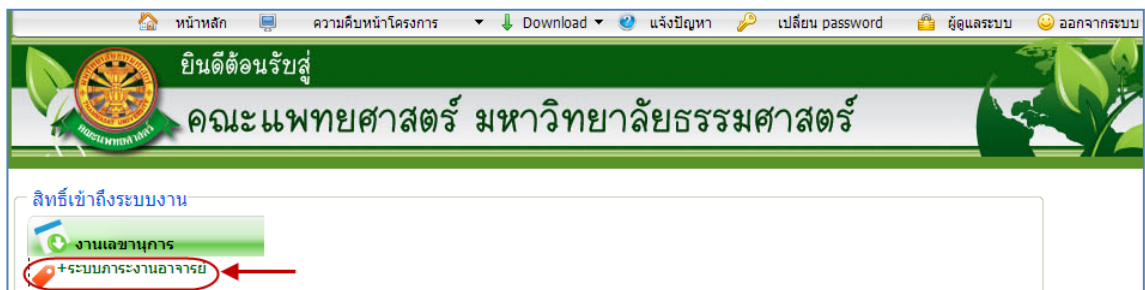 หน้าหลัก ความคืบหน้าโครงการ Download แจ้งปัญหา เปลี่ยน password ผู้ดูแลระบบ ออกจากระบบ
ยินดีต้อนรับสู่
คณะแพทยศาสตร์ มหาวิทยาลัยธรรมศาสตร์
สิทธิ์เข้าถึงระบบงาน
งานเลขานุการ
+ระบบภาระงานอาจารย์